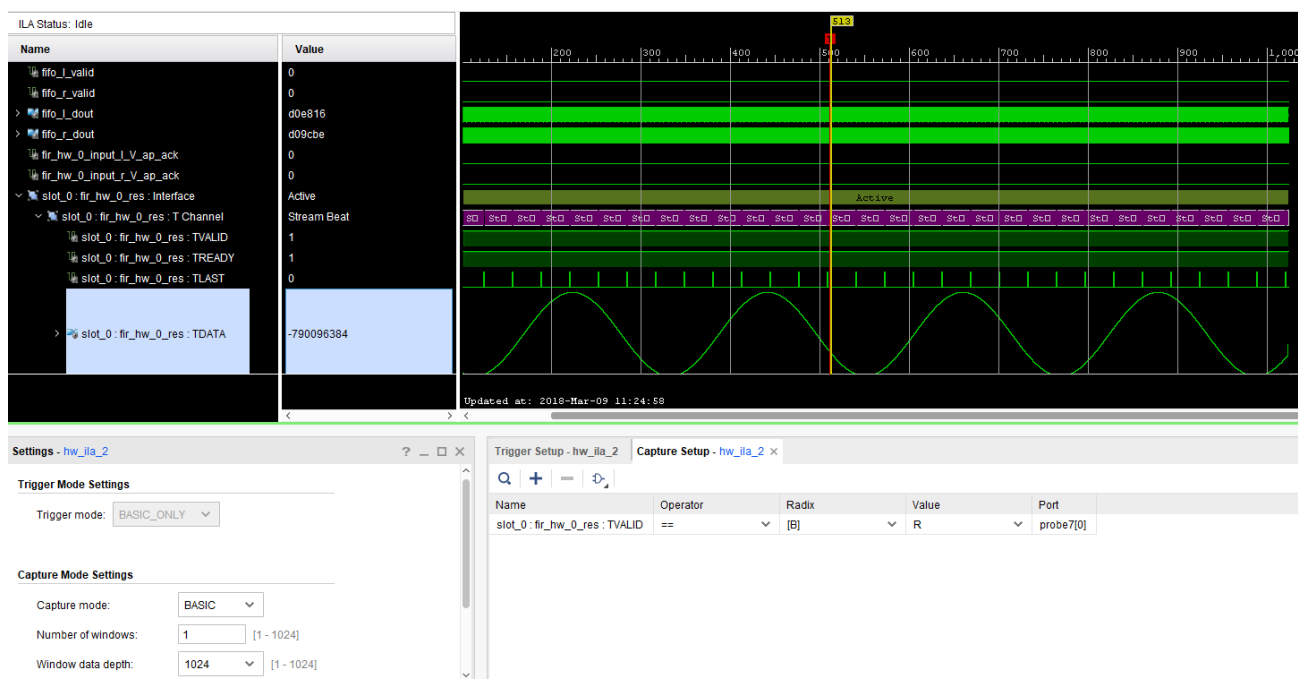 ILA Status: Idle
Name Value
fifo_l_valid 0
fifo_r_valid 0
fifo_l_dout d0e816
fifo_r_dout d09cbe
fir_hw_0_input_l_V_ap_ack 0
fir_hw_0_input_r_V_ap_ack 0
slot_0 : fir_hw_0_res : Interface Active
slot_0 : fir_hw_0_res : T Channel Stream Beat
slot_0 : fir_hw_0_res : TVALID 1
slot_0 : fir_hw_0_res : TREADY 1
slot_0 : fir_hw_0_res : TLAST 0
slot_0 : fir_hw_0_res : TDATA -790096384
513
200 300 400 500 600 700 800 900 1,000
Active
Updated at: 2018-Mar-09 11:24:58
Settings - hw_ila_2 ?
Trigger Mode Settings
Trigger mode: BASIC_ONLY
Capture Mode Settings
Capture mode: BASIC
Number of windows: 1 [1 - 1024]
Window data depth: 1024 [1 - 1024]
Trigger Setup - hw_ila_2 Capture Setup - hw_ila_2
Name Operator Radix Value Port
slot_0 : fir_hw_0_res : TVALID == [B] R probe7[0]